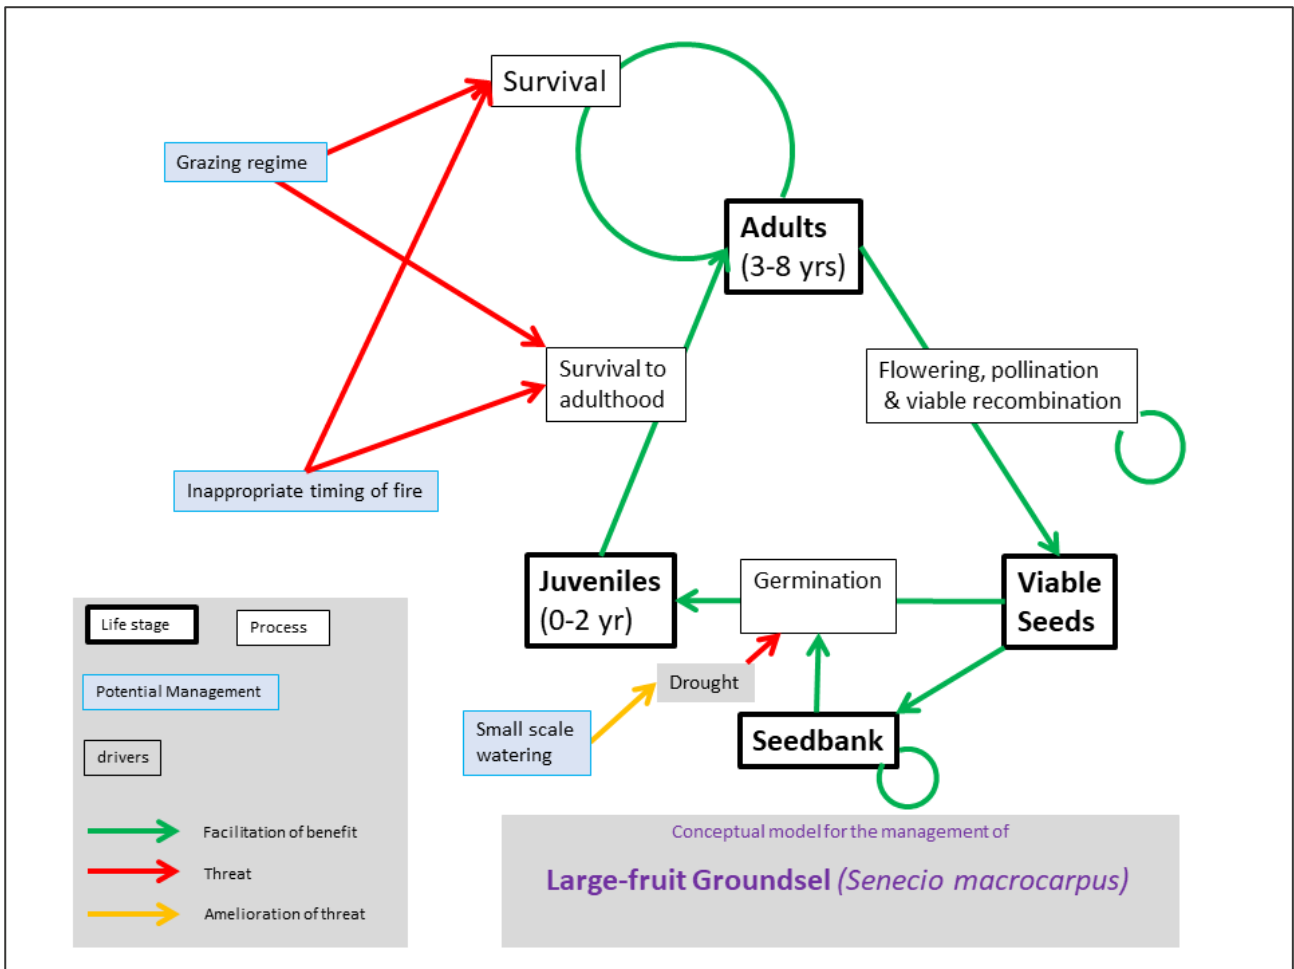 Survival
Grazing regime
Adults
(3-8 yrs)
Survival to
adulthood
Flowering, pollination
& viable recombination
Inappropriate timing of fire
Juveniles
(0-2 yr)
Germination
Viable
Seeds
Drought
Small scale
watering
Seedbank
Life stage
Process
Potential Management
drivers
Facilitation of benefit
Threat
Amelioration of threat
Conceptual model for the management of
Large-fruit Groundsel (Senecio macrocarpus)